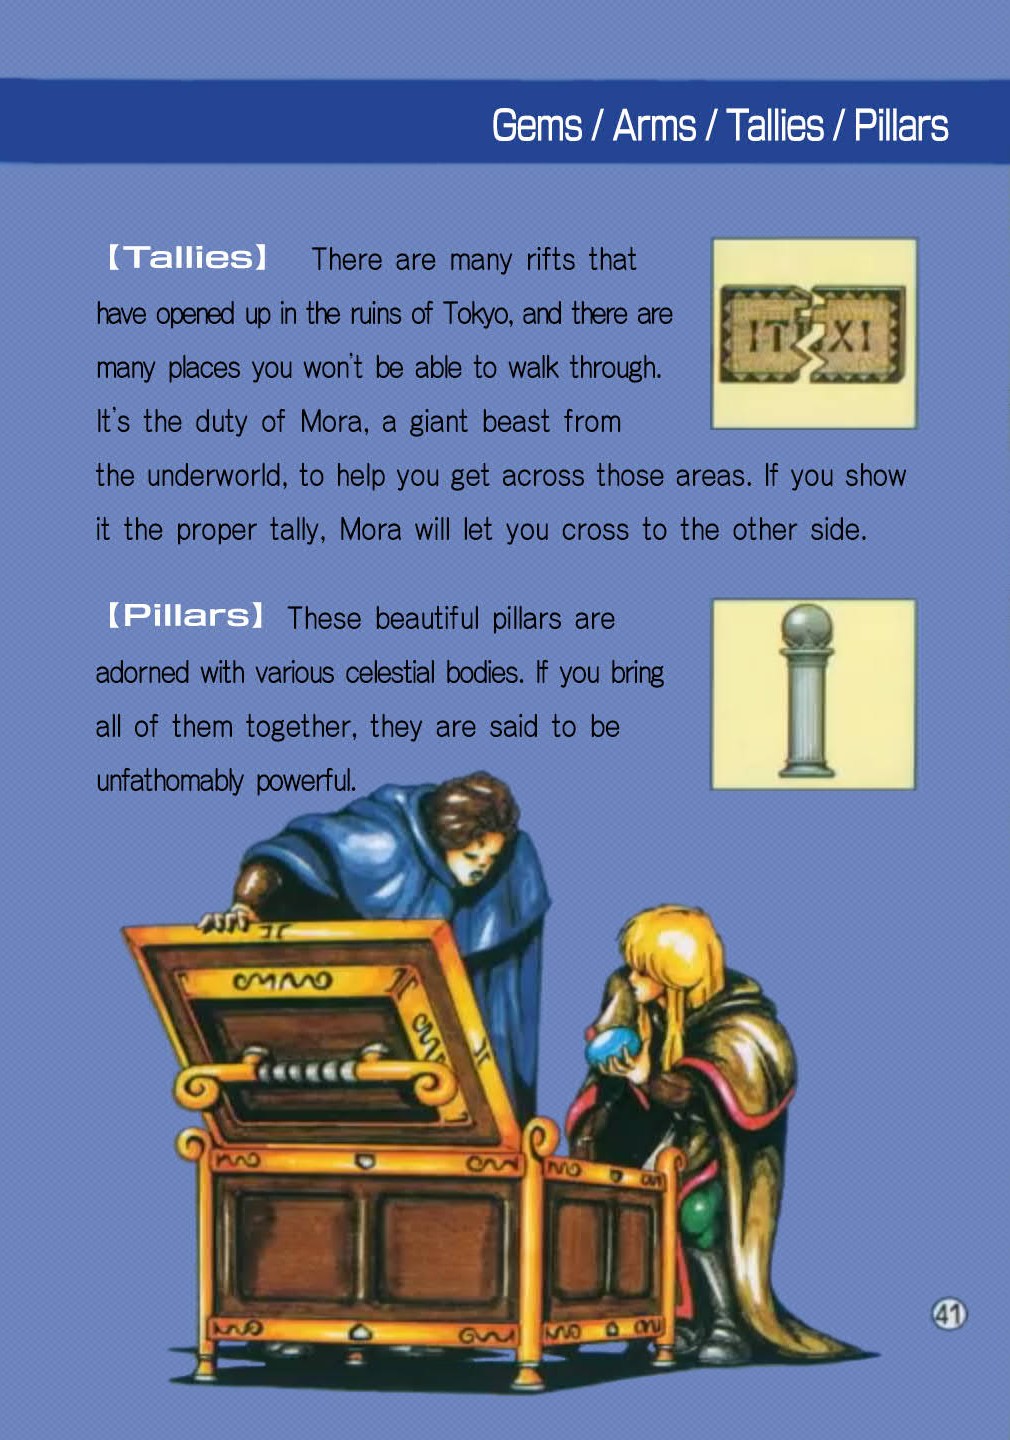 Gems / Arms / Tallies / Pillars
【Tallies】 There are many rifts that
have opened up in the ruins of Tokyo, and there are
many places you won't be able to walk through.
It's the duty of Mora, a giant beast from
the underworld, to help you get across those areas. If you show
it the proper tally, Mora will let you cross to the other side.
【Pillars】 These beautiful pillars are
adorned with various celestial bodies. If you bring
all of them together, they are said to be
unfathomably powerful.
41